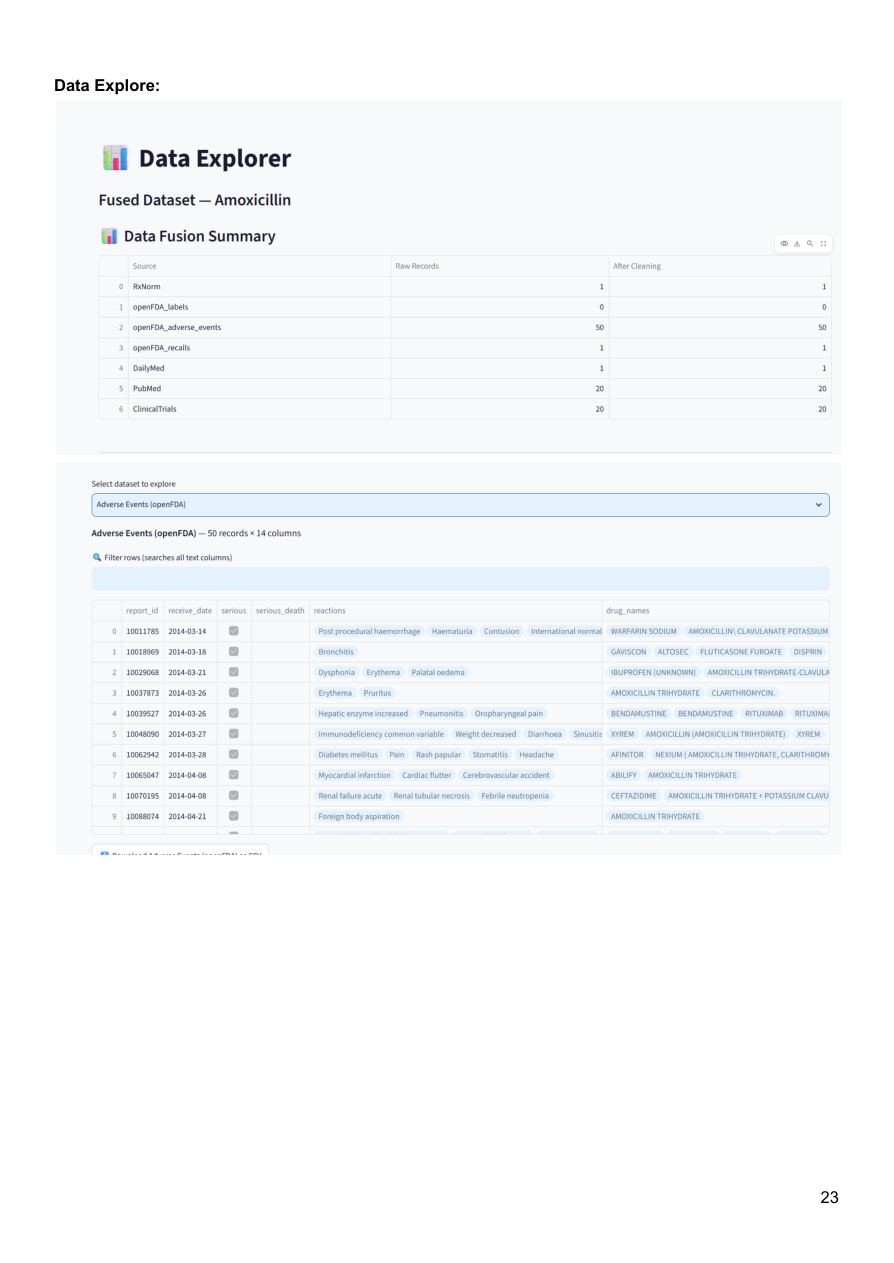 Data Explore:
Data Explorer
Fused Dataset — Amoxicillin
Data Fusion Summary
Source Raw Records After Cleaning
0 RxNorm 1 1
1 openFDA_labels 0 0
2 openFDA_adverse_events 50 50
3 openFDA_recalls 1 1
4 DailyMed 1 1
5 PubMed 20 20
6 ClinicalTrials 20 20
Select dataset to explore
Adverse Events (openFDA)
Adverse Events (openFDA) — 50 records × 14 columns
Filter rows (searches all text columns)
report_id receive_date serious serious_death reactions drug_names
0 10011785 2014-03-14 Post procedural haemorrhage Haematuria Contusion International normal WARFARIN SODIUM AMOXICILLIN\ CLAVULANATE POTASSIUM
1 10018969 2014-03-18 Bronchitis GAVISCON ALTOSEC FLUTICASONE FUROATE DISPRIN
2 10029068 2014-03-21 Dysphonia Erythema Palatal oedema IBUPROFEN (UNKNOWN) AMOXICILLIN TRIHYDRATE-CLAVULA
3 10037873 2014-03-26 Erythema Pruritus AMOXICILLIN TRIHYDRATE CLARITHROMYCIN.
4 10039527 2014-03-26 Hepatic enzyme increased Pneumonitis Oropharyngeal pain BENDAMUSTINE BENDAMUSTINE RITUXIMAB RITUXIMA
5 10048090 2014-03-27 Immunodeficiency common variable Weight decreased Diarrhoea Sinusitis XYREM AMOXICILLIN (AMOXICILLIN TRIHYDRATE) XYREM
6 10062942 2014-03-28 Diabetes mellitus Pain Rash papular Stomatitis Headache AFINITOR NEXIUM ( AMOXICILLIN TRIHYDRATE, CLARITHROMY
7 10065047 2014-04-08 Myocardial infarction Cardiac flutter Cerebrovascular accident ABILIFY AMOXICILLIN TRIHYDRATE
8 10070195 2014-04-08 Renal failure acute Renal tubular necrosis Febrile neutropenia CEFTAZIDIME AMOXICILLIN TRIHYDRATE + POTASSIUM CLAVU
9 10088074 2014-04-21 Foreign body aspiration AMOXICILLIN TRIHYDRATE
Download Adverse Events (openFDA) as CSV
23